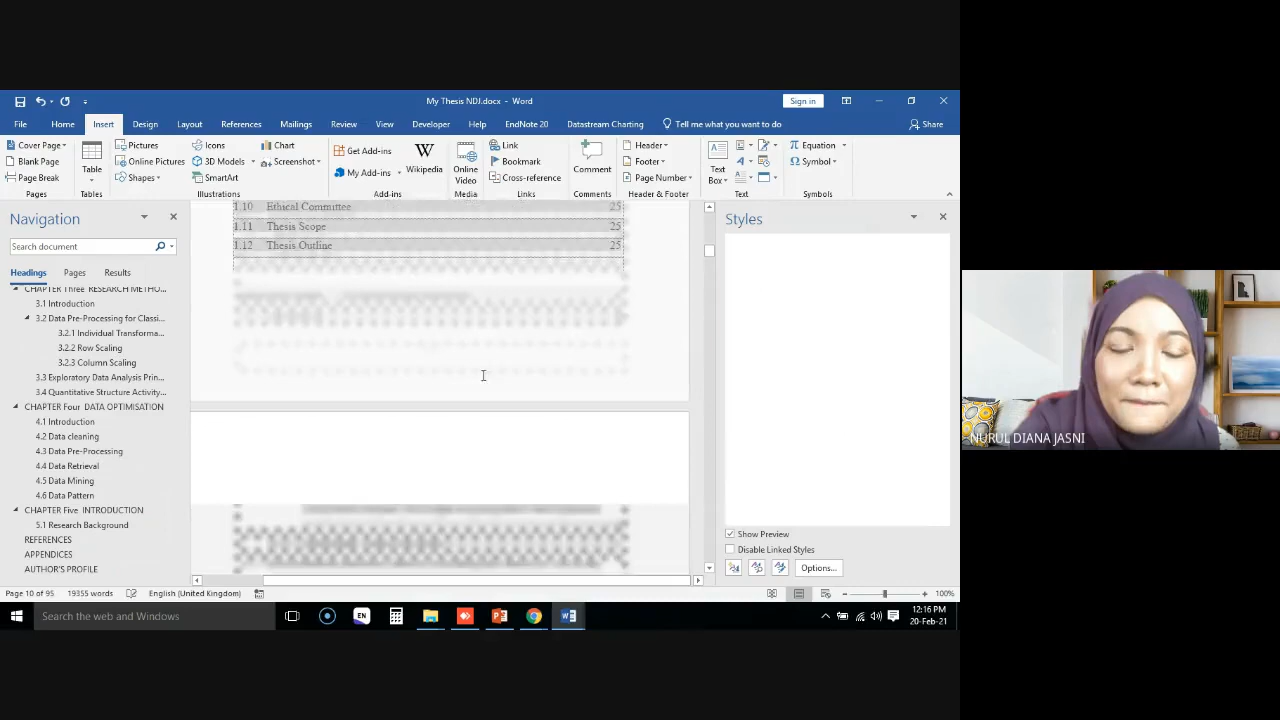 My Thesis NDJ.docx - Word
Sign in
File Home Insert Design Layout References Mailings Review View Developer Help EndNote 20 Datastream Charting Tell me what you want to do Share
Cover Page
Blank Page
Page Break
Pages
Table
Tables
Pictures
Online Pictures
Shapes
Icons
3D Models
SmartArt
Chart
Screenshot
Illustrations
Get Add-ins
My Add-ins
Wikipedia
Add-ins
Online
Video
Media
Link
Bookmark
Cross-reference
Links
Comment
Comments
Header
Footer
Page Number
Header & Footer
Text
Box
Text
Equation
Symbol
Symbols
Navigation
Search document
Headings Pages Results
CHAPTER Three RESEARCH METHO...
3.1 Introduction
3.2 Data Pre-Processing for Classi...
3.2.1 Individual Transforma...
3.2.2 Row Scaling
3.2.3 Column Scaling
3.3 Exploratory Data Analysis Prin...
3.4 Quantitative Structure Activity...
CHAPTER Four DATA OPTIMISATION
4.1 Introduction
4.2 Data cleaning
4.3 Data Pre-Processing
4.4 Data Retrieval
4.5 Data Mining
4.6 Data Pattern
CHAPTER Five INTRODUCTION
5.1 Research Background
REFERENCES
APPENDICES
AUTHOR'S PROFILE
1.10 Ethical Committee 25
1.11 Thesis Scope 25
1.12 Thesis Outline 25
Styles
Show Preview
Disable Linked Styles
Options...
NURUL DIANA JASNI
Page 10 of 95 19355 words English (United Kingdom) 100%
Search the web and Windows
EN
12:16 PM
20-Feb-21